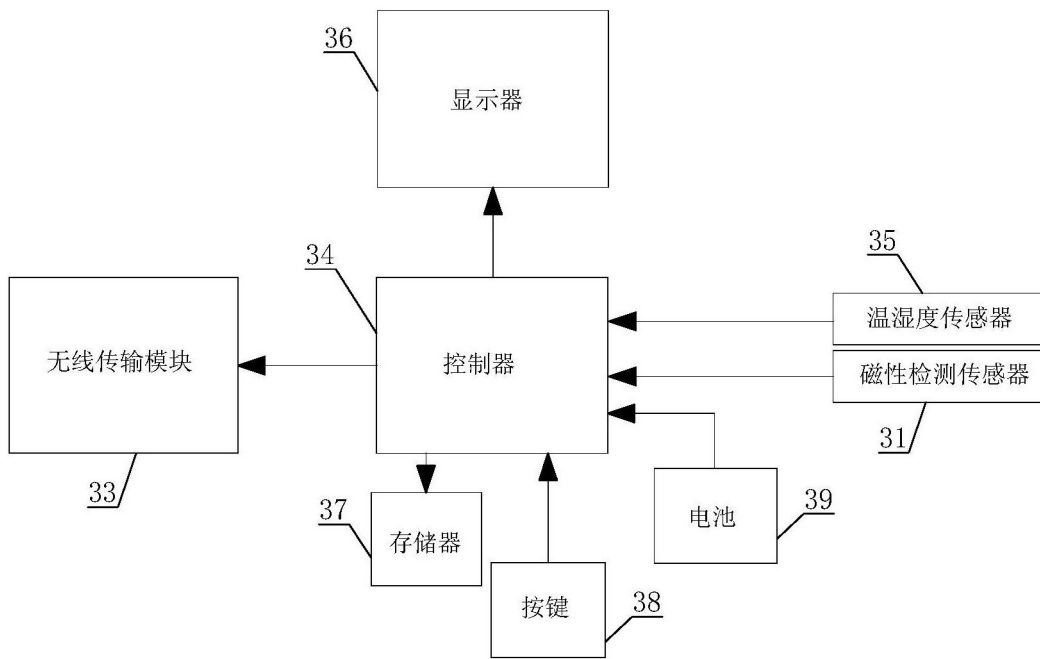 36
显示器
34
35
温湿度传感器
无线传输模块
控制器
磁性检测传感器
31
33
37
存储器
电池
39
按键
38